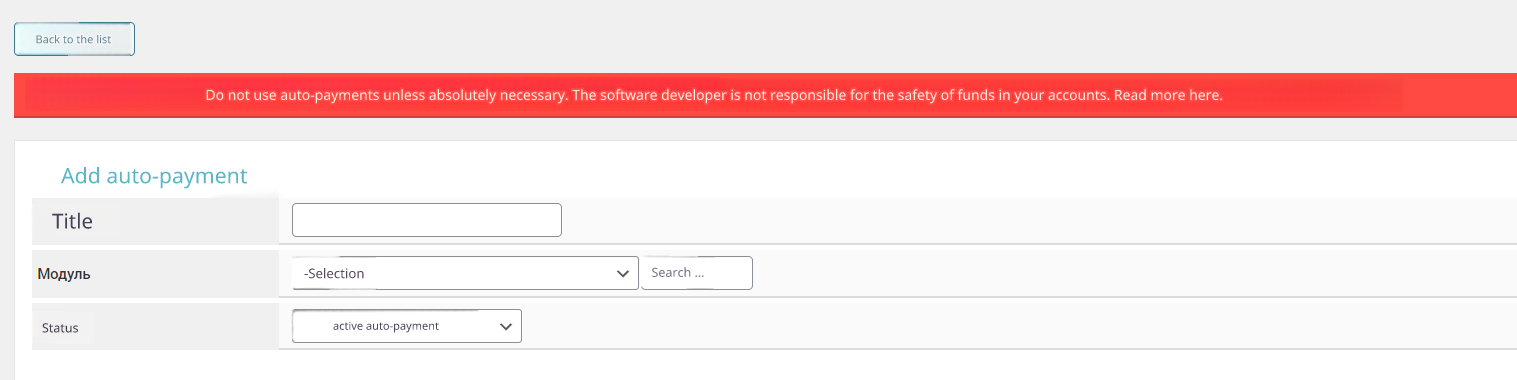 Back to the list
Do not use auto-payments unless absolutely necessary. The software developer is not responsible for the safety of funds in your accounts. Read more here.
Add auto-payment
Title
Модуль
-Selection
Search ...
Status
active auto-payment